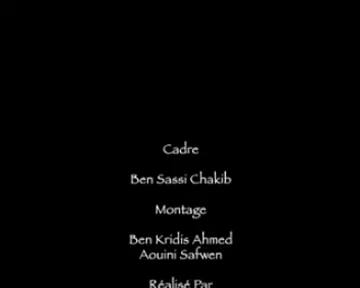 Cadre
Ben Sassi Chakib
Montage
Ben Kridis Ahmed
Aouini Safwen
Réalisé Par